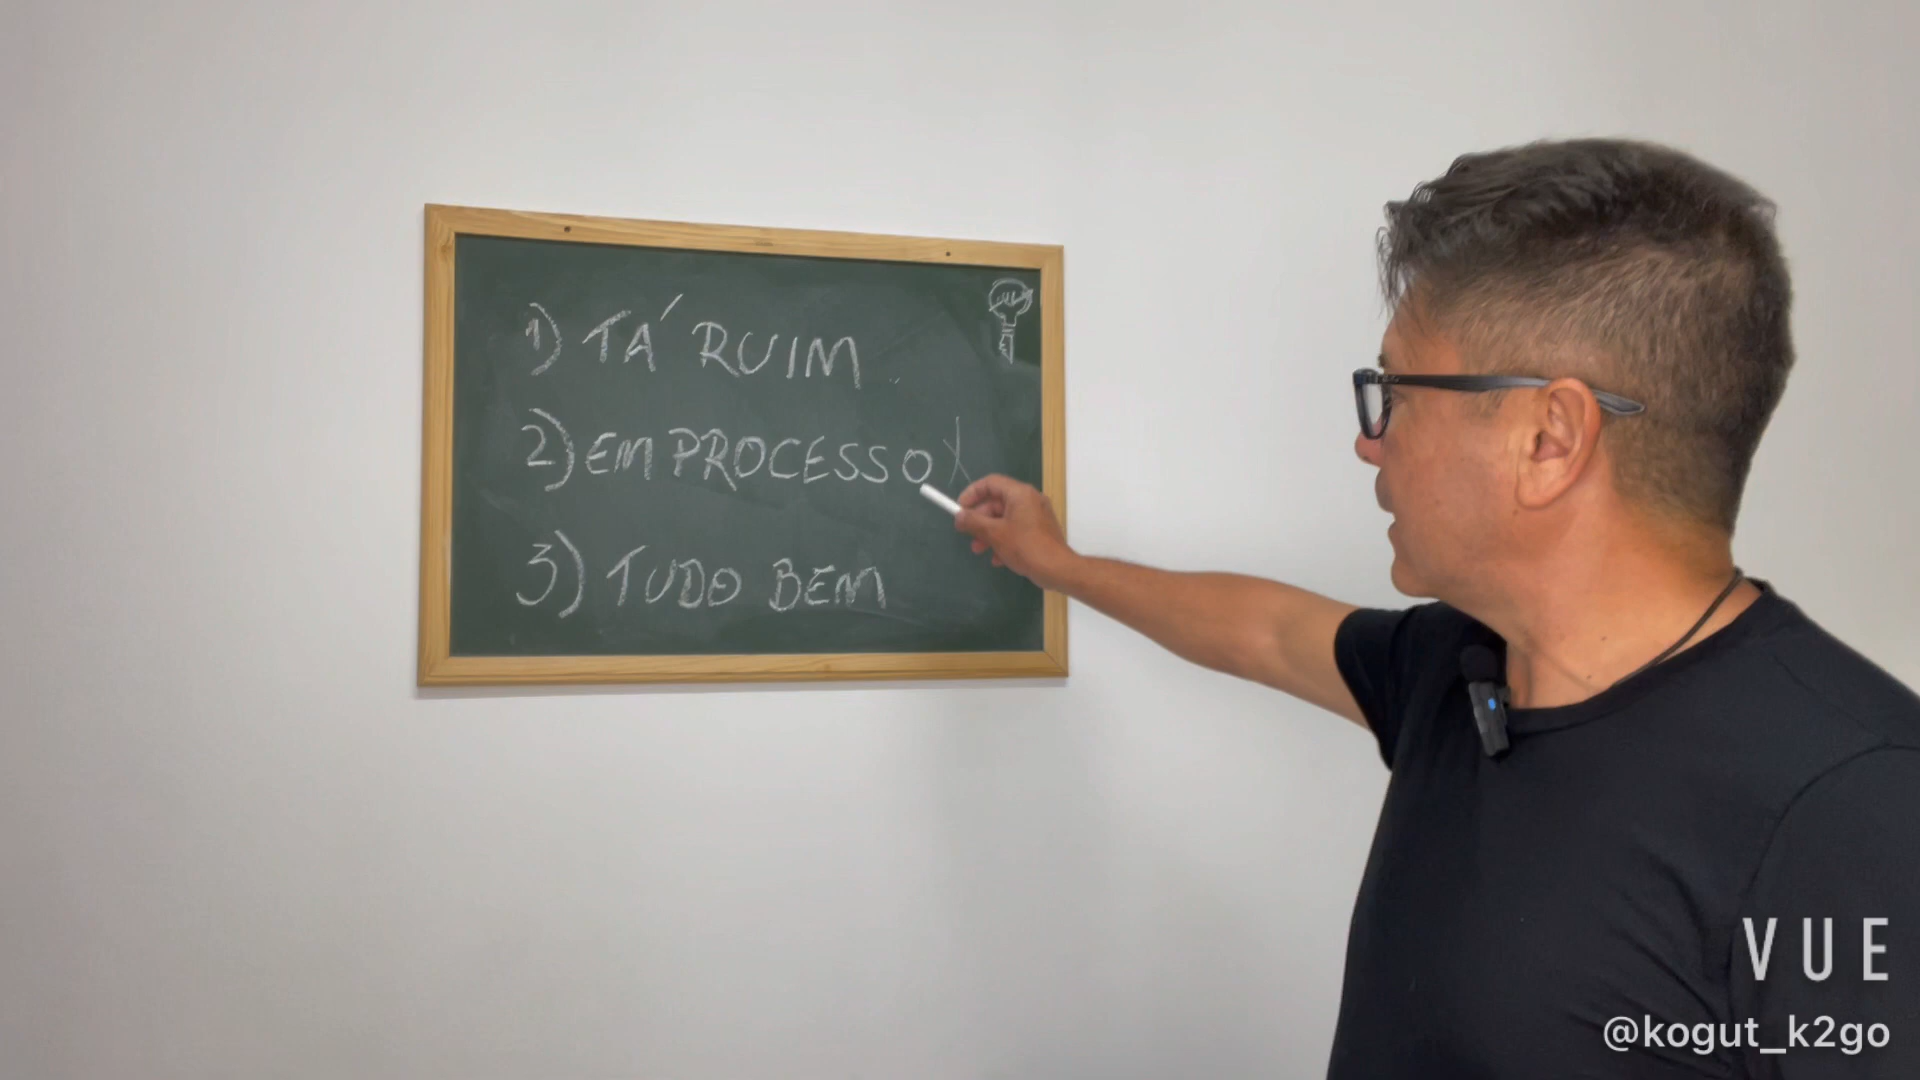 1) TÁ RUIM
2) EM PROCESSO X
3) TUDO BEM
VUE
@kogut_k2go